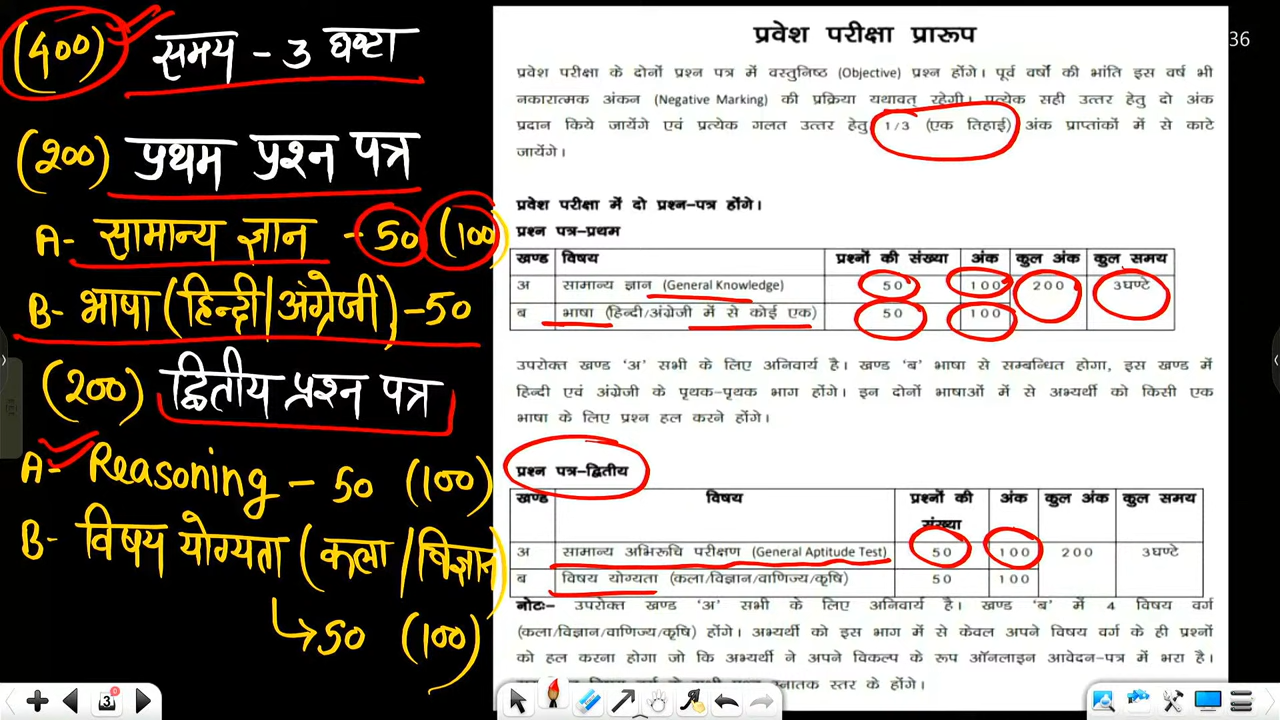 (400) समय - 3 घण्टा
(200) प्रथम प्रश्न पत्र
A- सामान्य ज्ञान - 50 (100)
B- भाषा (हिन्दी/अंग्रेजी) - 50
(200) द्वितीय प्रश्न पत्र
A- Reasoning - 50 (100)
B- विषय योग्यता (कला/विज्ञान)
→ 50 (100)
36
प्रवेश परीक्षा प्रारूप
प्रवेश परीक्षा के दोनों प्रश्न पत्र में वस्तुनिष्ठ (Objective) प्रश्न होंगे। पूर्व वर्षों की भांति इस वर्ष भी
नकारात्मक अंकन (Negative Marking) की प्रक्रिया यथावत् रहेगी। प्रत्येक सही उत्तर हेतु दो अंक
प्रदान किये जायेंगे एवं प्रत्येक गलत उत्तर हेतु 1/3 (एक तिहाई) अंक प्राप्तांकों में से काटे
जायेंगे।
प्रवेश परीक्षा में दो प्रश्न-पत्र होंगे।
प्रश्न पत्र-प्रथम
खण्ड विषय प्रश्नों की संख्या अंक कुल अंक कुल समय
अ सामान्य ज्ञान (General Knowledge) 50 100 200 3घण्टे
ब भाषा (हिन्दी/अंग्रेजी में से कोई एक) 50 100
उपरोक्त खण्ड 'अ' सभी के लिए अनिवार्य है। खण्ड 'ब' भाषा से सम्बन्धित होगा, इस खण्ड में
हिन्दी एवं अंग्रेजी के पृथक-पृथक भाग होंगे। इन दोनों भाषाओं में से अभ्यर्थी को किसी एक
भाषा के लिए प्रश्न हल करने होंगे।
प्रश्न पत्र-द्वितीय
खण्ड विषय प्रश्नों की संख्या अंक कुल अंक कुल समय
अ सामान्य अभिरूचि परीक्षण (General Aptitude Test) 50 100 200 3घण्टे
ब विषय योग्यता (कला/विज्ञान/वाणिज्य/कृषि) 50 100
नोटः- उपरोक्त खण्ड 'अ' सभी के लिए अनिवार्य है। खण्ड 'ब' में 4 विषय वर्ग
(कला/विज्ञान/वाणिज्य/कृषि) होंगे। अभ्यर्थी को इस भाग में से केवल अपने विषय वर्ग के ही प्रश्नों
को हल करना होगा जो कि अभ्यर्थी ने अपने विकल्प के रूप ऑनलाइन आवेदन-पत्र में भरा है।
स्तर के होंगे।
3